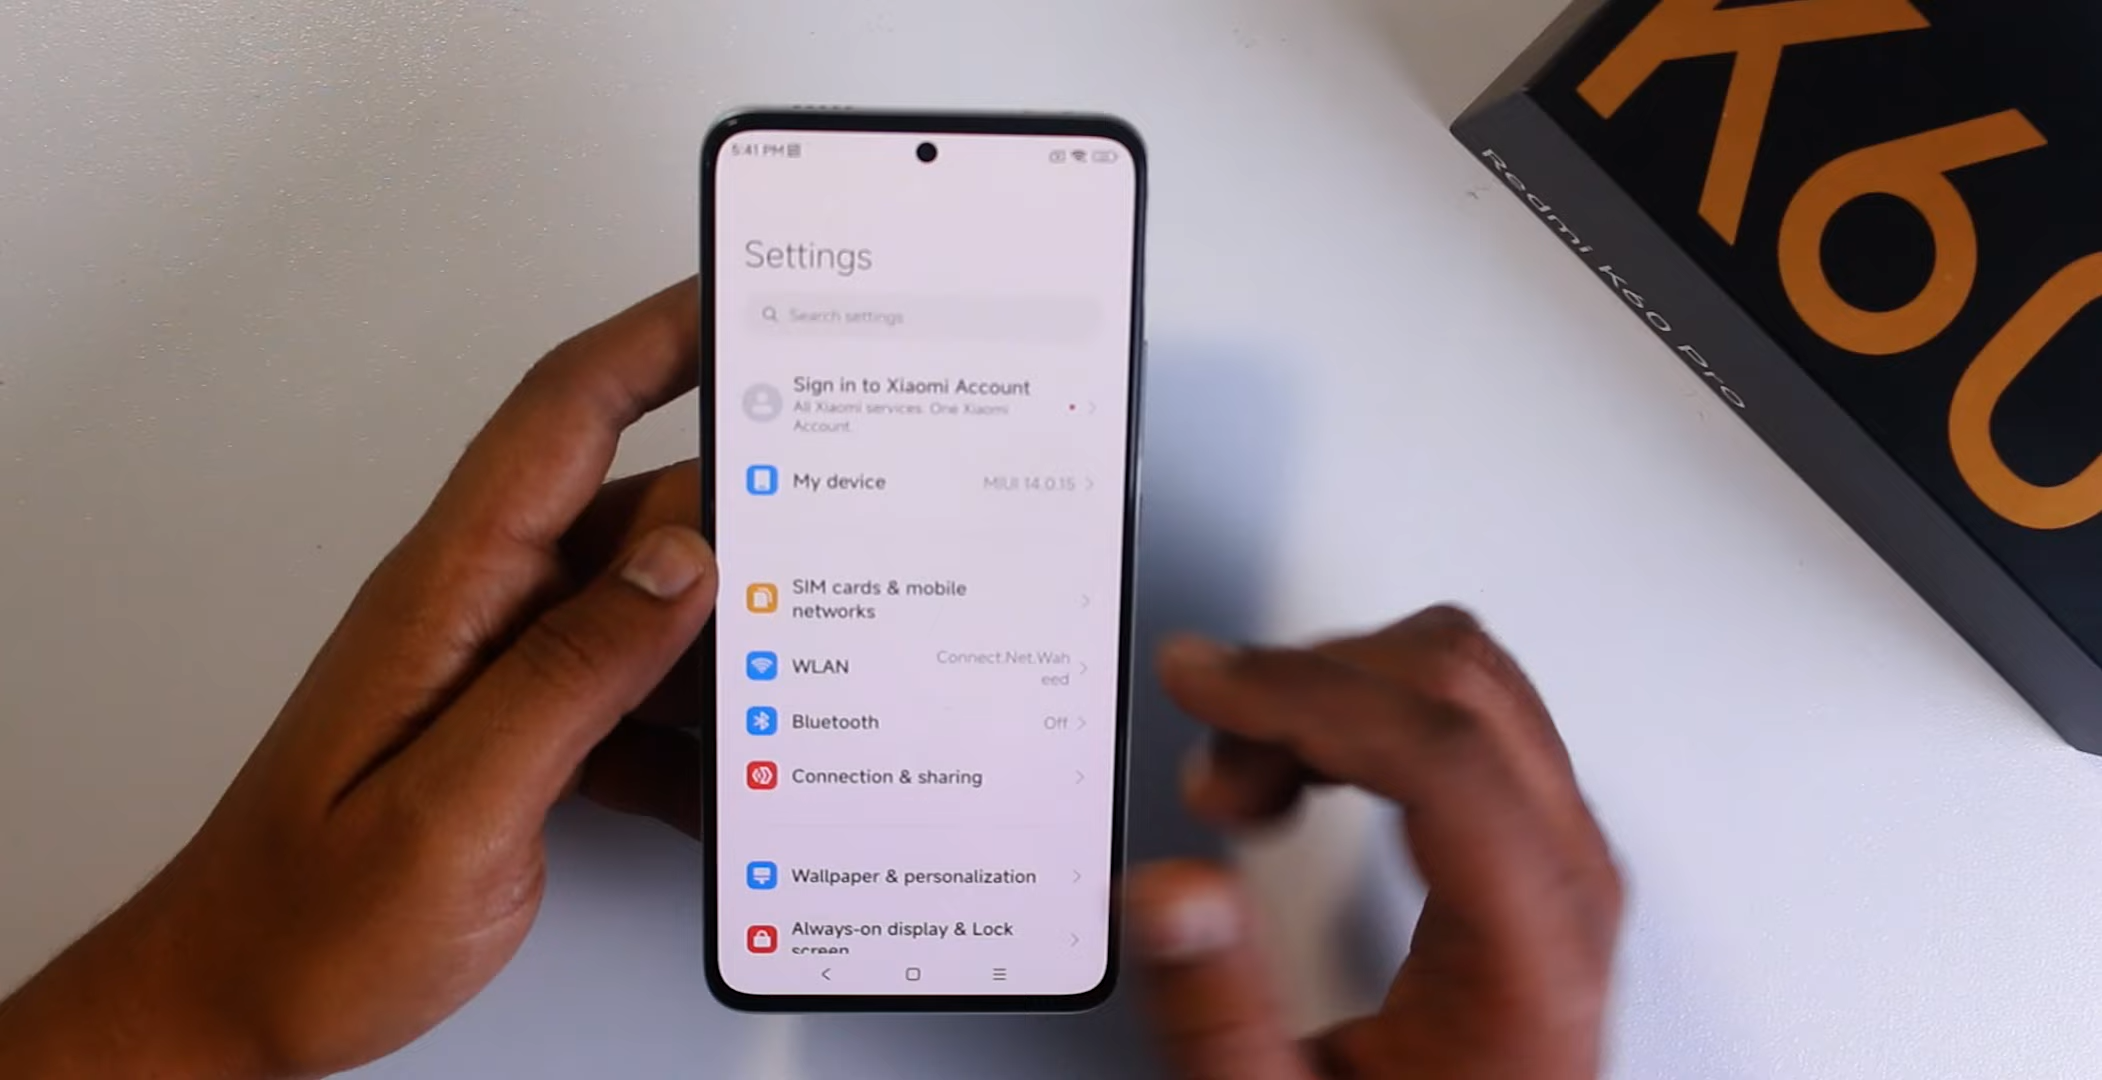 5:41 PM
Settings
Search settings
Sign in to Xiaomi Account
All Xiaomi services. One Xiaomi
Account.
My device
MIUI 14.0.15
SIM cards & mobile
networks
WLAN
Connect.Net.Wah
eed
Bluetooth
Off
Connection & sharing
Wallpaper & personalization
Always-on display & Lock
screen
K60
Redmi K60 Pro